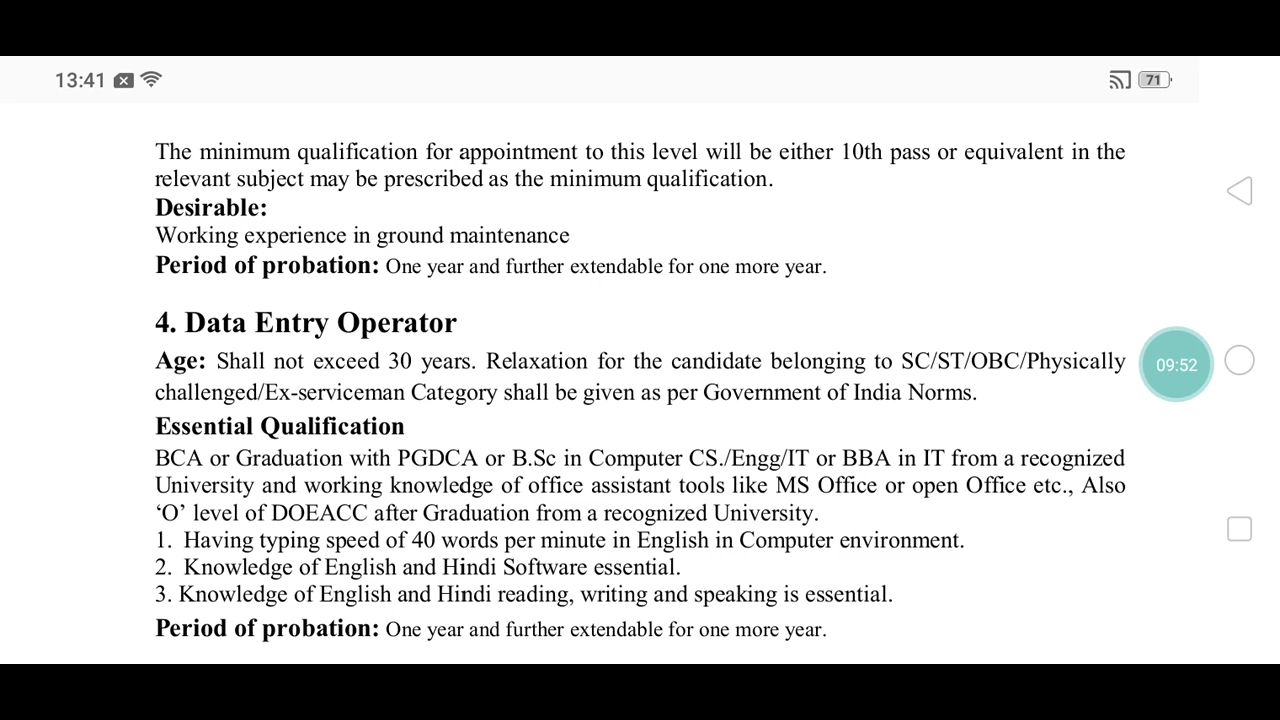 13:41
71
The minimum qualification for appointment to this level will be either 10th pass or equivalent in the
relevant subject may be prescribed as the minimum qualification.
Desirable:
Working experience in ground maintenance
Period of probation: One year and further extendable for one more year.
4. Data Entry Operator
Age: Shall not exceed 30 years. Relaxation for the candidate belonging to SC/ST/OBC/Physically
challenged/Ex-serviceman Category shall be given as per Government of India Norms.
09:52
Essential Qualification
BCA or Graduation with PGDCA or B.Sc in Computer CS./Engg/IT or BBA in IT from a recognized
University and working knowledge of office assistant tools like MS Office or open Office etc., Also
‘O’ level of DOEACC after Graduation from a recognized University.
1. Having typing speed of 40 words per minute in English in Computer environment.
2. Knowledge of English and Hindi Software essential.
3. Knowledge of English and Hindi reading, writing and speaking is essential.
Period of probation: One year and further extendable for one more year.